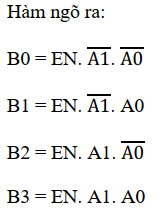 Hàm ngõ ra:
B0 = EN. A̅1̅. A̅0̅
B1 = EN. A̅1̅. A0
B2 = EN. A1. A̅0̅
B3 = EN. A1. A0